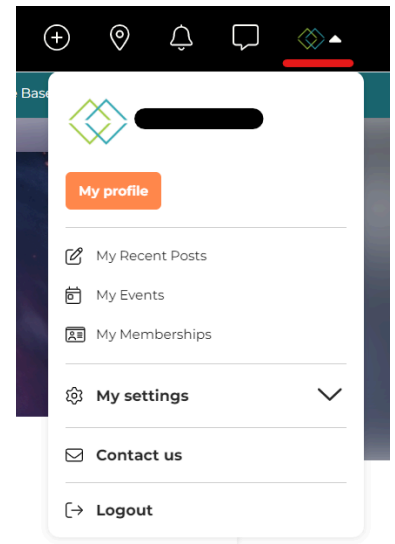 Base
My profile
My Recent Posts
My Events
My Memberships
My settings
Contact us
Logout